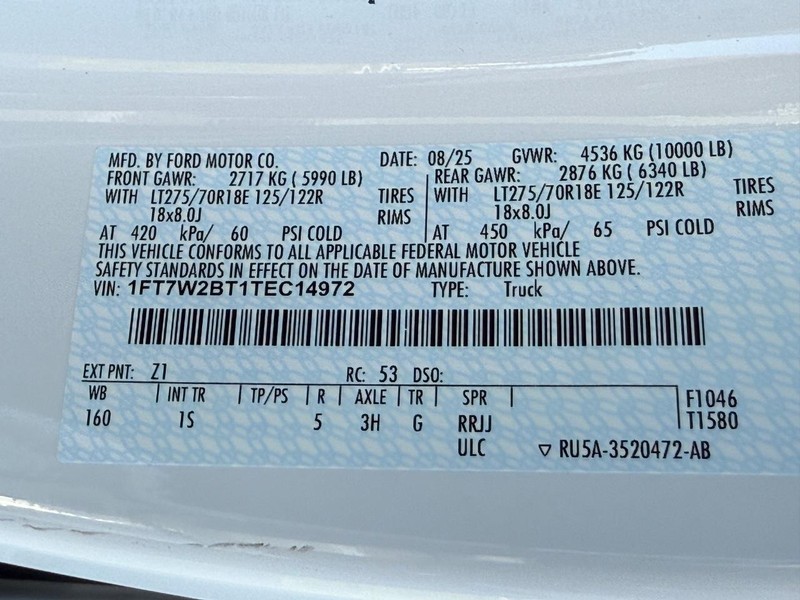 MFD. BY FORD MOTOR CO. DATE: 08/25 GVWR: 4536 KG (10000 LB)
FRONT GAWR: 2717 KG ( 5990 LB) REAR GAWR: 2876 KG ( 6340 LB)
WITH LT275/70R18E 125/122R TIRES WITH LT275/70R18E 125/122R TIRES
18x8.0J RIMS 18x8.0J RIMS
AT 420 kPa/ 60 PSI COLD AT 450 kPa/ 65 PSI COLD
THIS VEHICLE CONFORMS TO ALL APPLICABLE FEDERAL MOTOR VEHICLE
SAFETY STANDARDS IN EFFECT ON THE DATE OF MANUFACTURE SHOWN ABOVE.
VIN: 1FT7W2BT1TEC14972 TYPE: Truck
EXT PNT: Z1 RC: 53 DSO:
WB INT TR TP/PS R AXLE TR SPR F1046
160 1S 5 3H G RRJJ T1580
ULC ▽ RU5A-3520472-AB